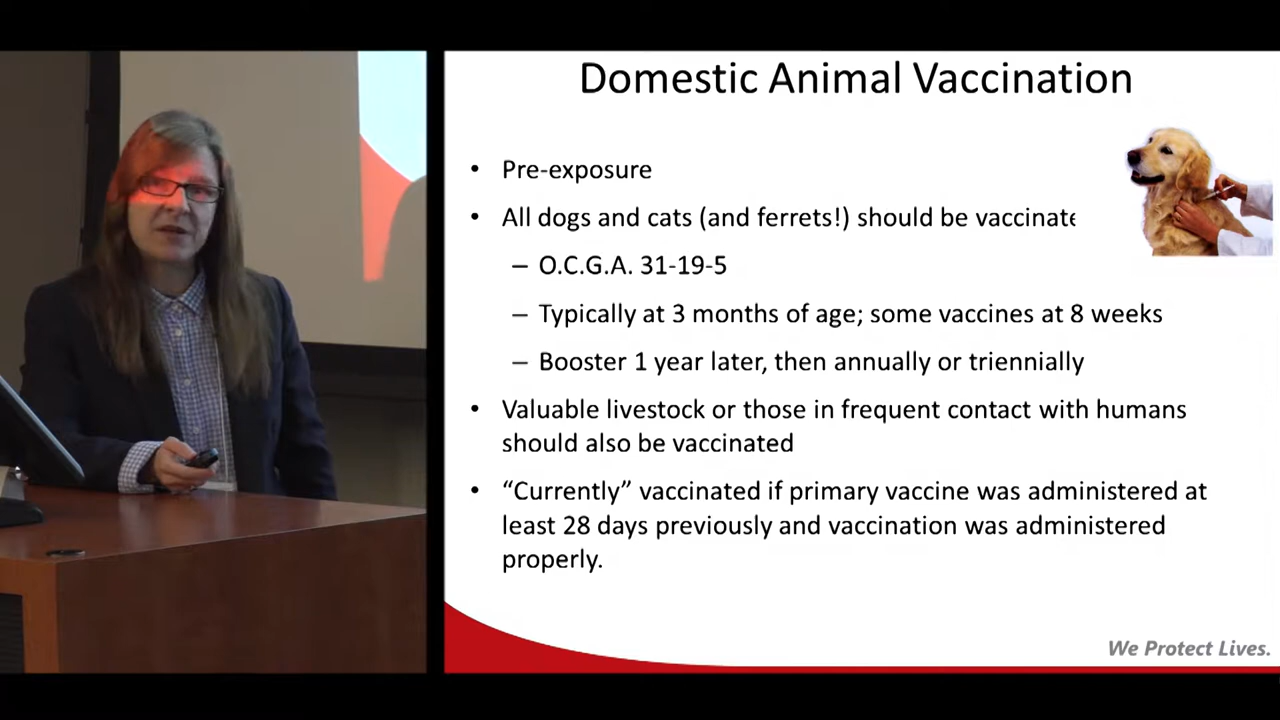 Domestic Animal Vaccination
• Pre-exposure
• All dogs and cats (and ferrets!) should be vaccinate
– O.C.G.A. 31-19-5
– Typically at 3 months of age; some vaccines at 8 weeks
– Booster 1 year later, then annually or triennially
• Valuable livestock or those in frequent contact with humans
should also be vaccinated
• “Currently” vaccinated if primary vaccine was administered at
least 28 days previously and vaccination was administered
properly.
We Protect Lives.